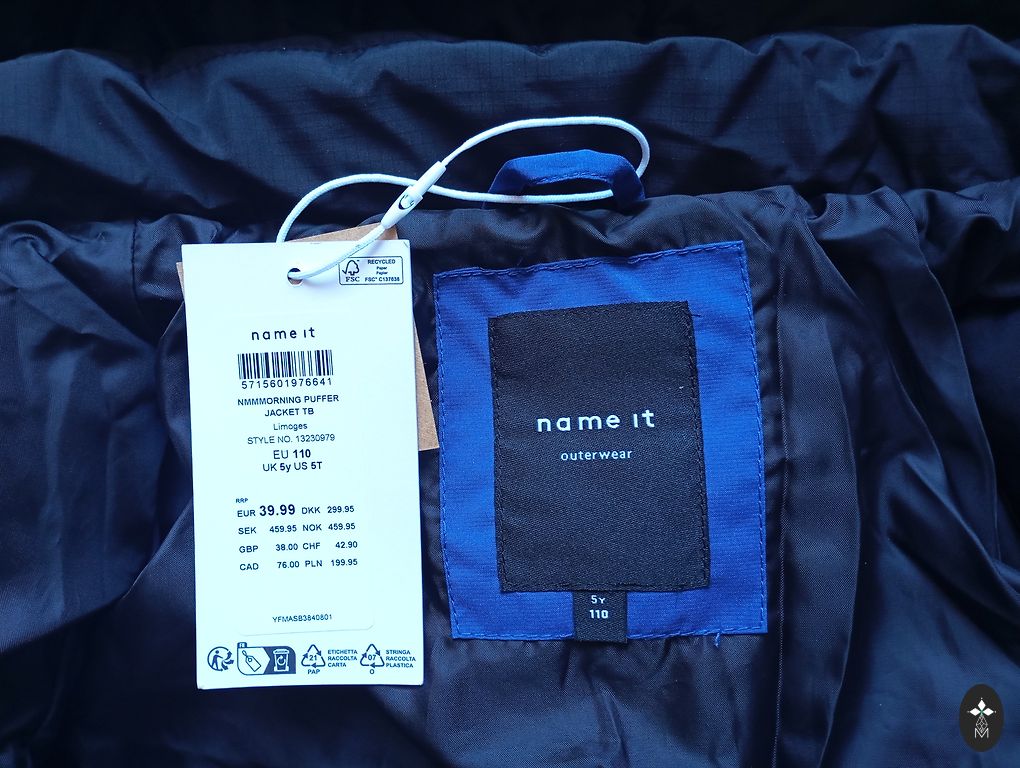 RECYCLED
Paper
Papier
FSC
FSC® C137838
name it
5715601976641
NMMMORNING PUFFER
JACKET TB
Limoges
STYLE NO. 13230979
EU 110
UK 5y US 5T
RRP
EUR 39.99 DKK 299.95
SEK 459.95 NOK 459.95
GBP 38.00 CHF 42.90
CAD 76.00 PLN 199.95
YFMASB3840801
FR
21
PAP
ETICHETTA
RACCOLTA
CARTA
07
O
STRINGA
RACCOLTA
PLASTICA
name it
outerwear
5Y
110
M